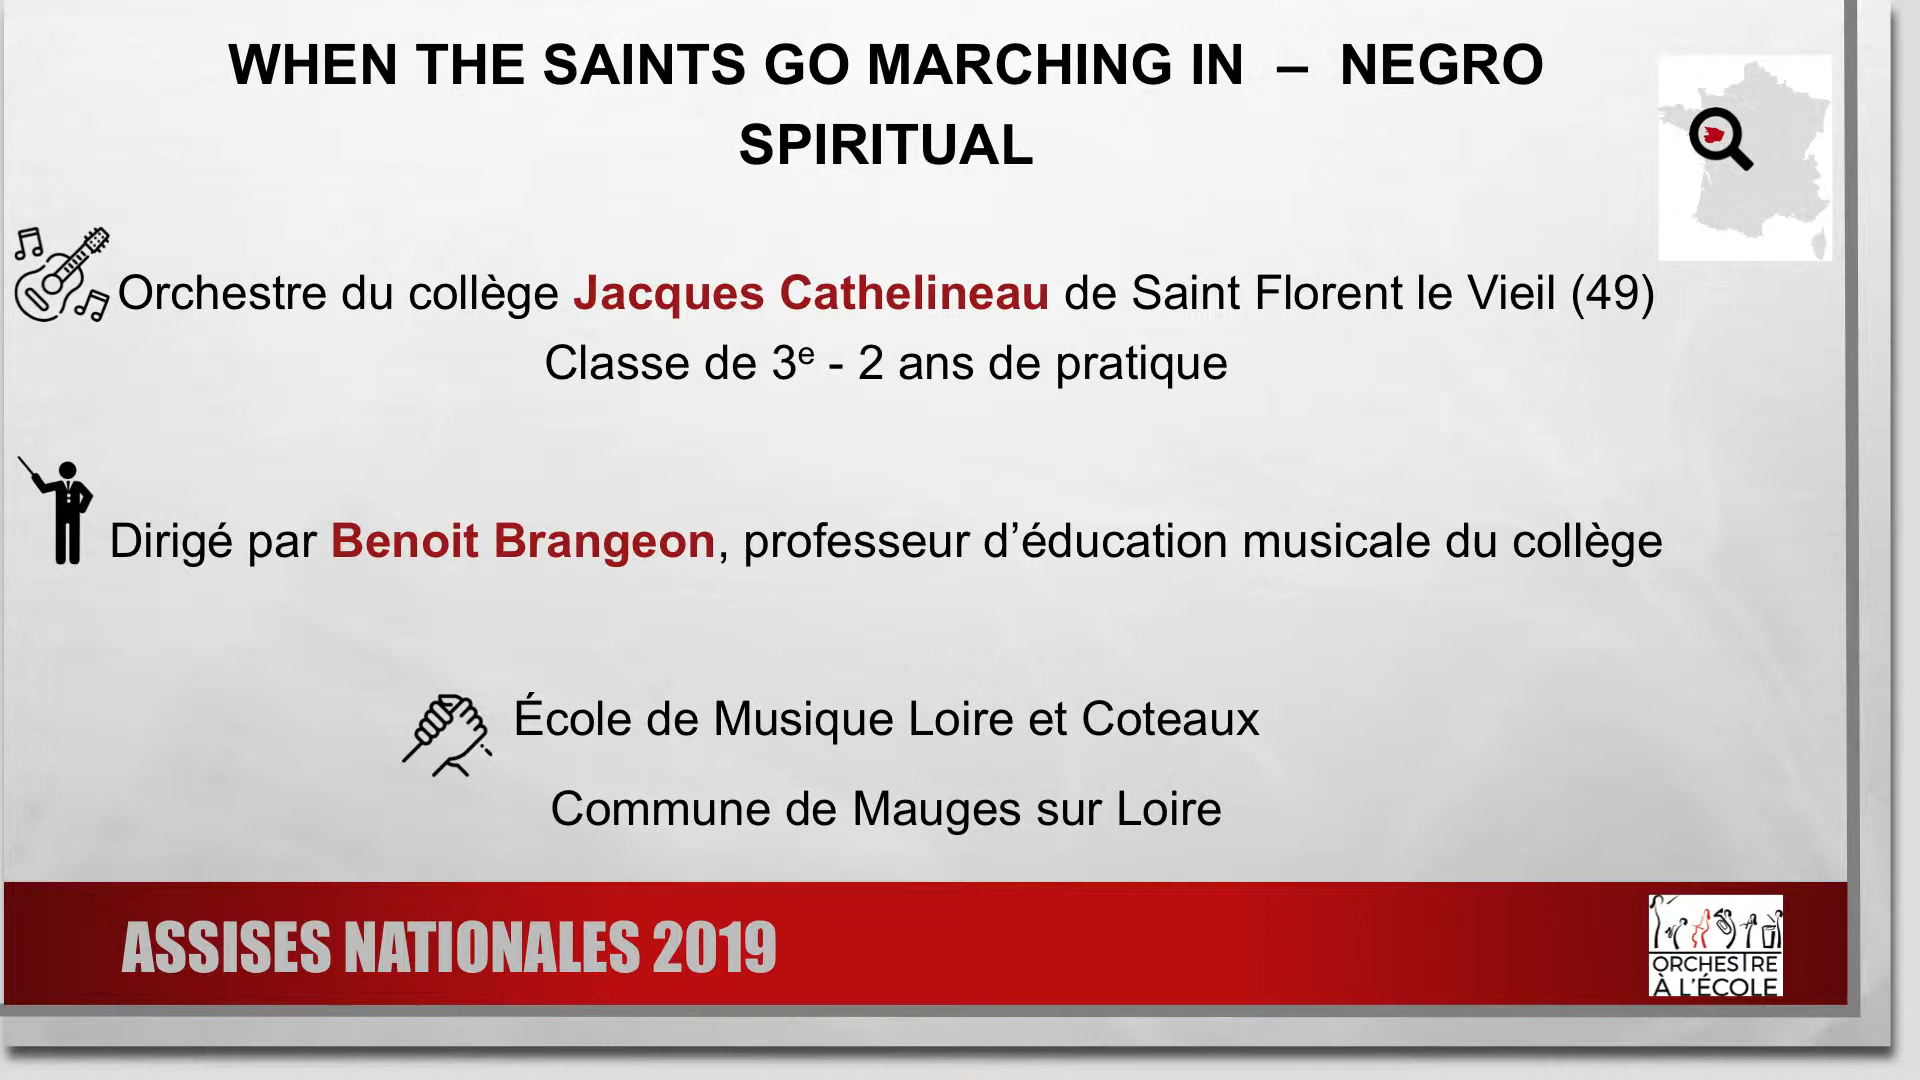 WHEN THE SAINTS GO MARCHING IN – NEGRO
SPIRITUAL
Orchestre du collège Jacques Cathelineau de Saint Florent le Vieil (49)
Classe de 3e - 2 ans de pratique
Dirigé par Benoit Brangeon, professeur d’éducation musicale du collège
École de Musique Loire et Coteaux
Commune de Mauges sur Loire
ASSISES NATIONALES 2019
ORCHESTRE
À L'ÉCOLE